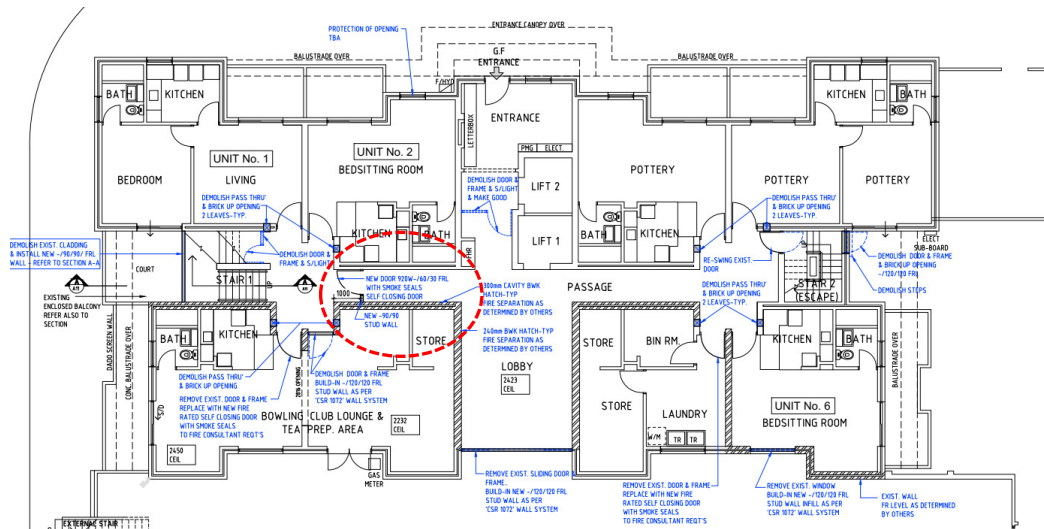 PROTECTION OF OPENING
TBA
ENTRANCE CANOPY OVER
BALUSTRADE OVER
G.F
ENTRANCE
BALUSTRADE OVER
F/HYD
BATH
KITCHEN
ENTRANCE
LETTERBOX
KITCHEN
BATH
UNIT No. 1
LIVING
UNIT No. 2
BEDSITTING ROOM
PMG
ELECT.
BEDROOM
LIFT 2
POTTERY
POTTERY
POTTERY
DEMOLISH PASS THRU'
& BRICK UP OPENING
2 LEAVES-TYP.
DEMOLISH DOOR &
FRAME & S/LIGHT
& MAKE GOOD
DEMOLISH PASS THRU'
& BRICK UP OPENING
2 LEAVES-TYP.
KITCHEN
BATH
LIFT 1
BATH
KITCHEN
DEMOLISH EXIST. CLADDING
& INSTALL NEW -/90/90/ FRL
WALL - REFER TO SECTION A-A
COURT
DEMOLISH DOOR &
FRAME & S/LIGHT
FHR
RE-SWING EXIST.
DOOR
UP
ELECT
SUB-BOARD
DEMOLISH DOOR & FRAME
& BRICK UP OPENING
-/120/120 FRL
DEMOLISH STOPS
STAIR 1
UP
A
A11
A
A11
NEW DOOR 920W-/60/30 FRL
WITH SMOKE SEALS
SELF CLOSING DOOR
1000
NEW -90/90
STUD WALL
300mm CAVITY BWK
HATCH-TYP
FIRE SEPARATION AS
DETERMINED BY OTHERS
PASSAGE
DEMOLISH PASS THRU'
& BRICK UP OPENING
2 LEAVES-TYP.
STAIR 2
(ESCAPE)
EXISTING
ENCLOSED BALCONY
REFER ALSO TO
SECTION
DADO SCREEN WALL
CONC. BALUSTRADE OVER
BATH
KITCHEN
STORE
240mm BWK HATCH-TYP
FIRE SEPARATION AS
DETERMINED BY OTHERS
STORE
BIN RM.
KITCHEN
BATH
BALUSTRADE OVER
DEMOLISH PASS THRU'
& BRICK UP OPENING
DEMOLISH DOOR & FRAME
BUILD-IN -/120/120 FRL
STUD WALL AS PER
'CSR 1072' WALL SYSTEM
LOBBY
2423
CEIL
REMOVE EXIST. DOOR & FRAME
REPLACE WITH NEW FIRE
RATED SELF CLOSING DOOR
WITH SMOKE SEALS
TO FIRE CONSULTANT REQT'S
BOWLING CLUB LOUNGE &
TEA PREP. AREA
2232
CEIL
STORE
LAUNDRY
UNIT No. 6
BEDSITTING ROOM
W/M
TR
TR
2450
CEIL
GAS
METER
REMOVE EXIST. SLIDING DOOR &
FRAME.
BUILD-IN NEW -/120/120 FRL
STUD WALL AS PER
'CSR 1072' WALL SYSTEM
REMOVE EXIST. DOOR & FRAME
REPLACE WITH NEW FIRE
RATED SELF CLOSING DOOR
WITH SMOKE SEALS
TO FIRE CONSULTANT REQT'S
REMOVE EXIST. WINDOW
BUILD-IN NEW -/120/120 FRL
STUD WALL INFILL AS PER
'CSR 1072' WALL SYSTEM
EXIST. WALL
FR LEVEL AS DETERMINED
BY OTHERS
EXTERNAL STAIR